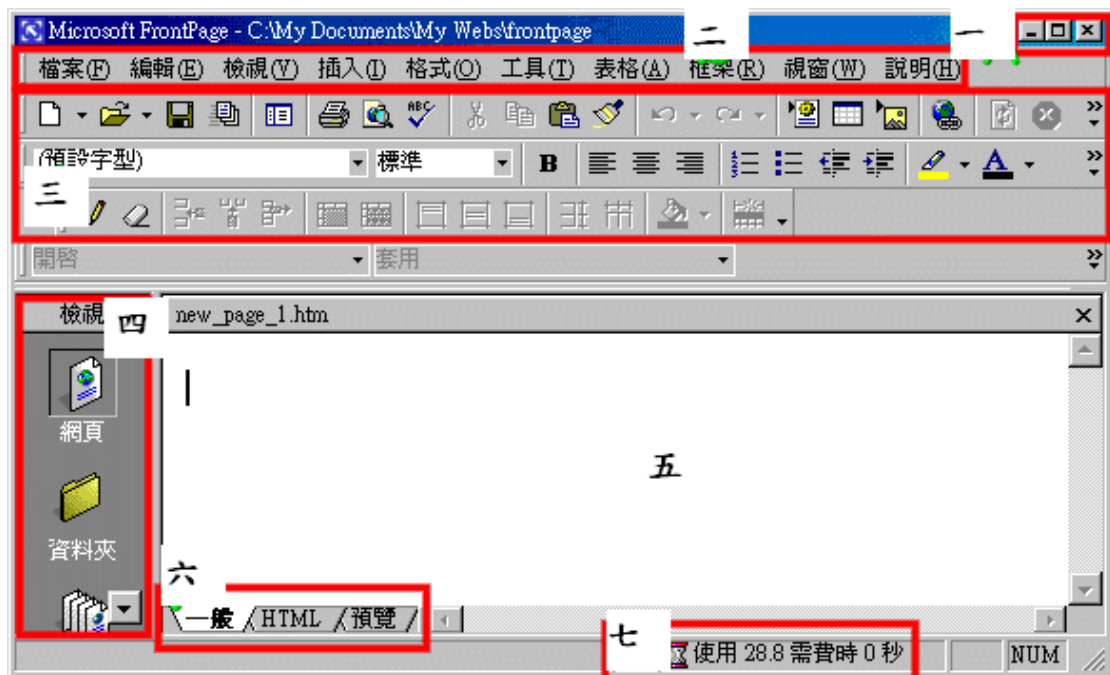 Microsoft FrontPage - C:\My Documents\My Webs\frontpage
二
一
檔案(F) 編輯(E) 檢視(V) 插入(I) 格式(O) 工具(T) 表格(A) 框架(R) 視窗(W) 說明(H)
ABC
(預設字型) 標準 B A
三
開啓 套用
檢視
四
new_page_1.htm
網頁
五
資料夾
六
一般 HTML 預覽
七
使用 28.8 需費時 0 秒 NUM